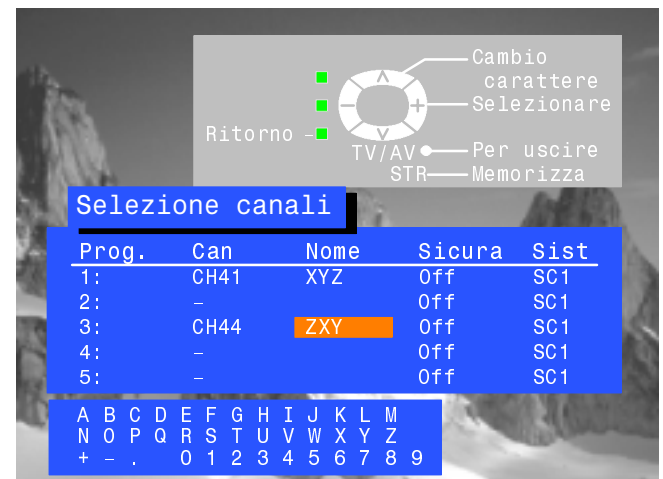 Cambio
carattere
Selezionare
Ritorno –
TV/AV Per uscire
STR Memorizza
Selezione canali
Prog. Can Nome Sicura Sist
1: CH41 XYZ Off SC1
2: – Off SC1
3: CH44 ZXY Off SC1
4: – Off SC1
5: – Off SC1
A B C D E F G H I J K L M
N O P Q R S T U V W X Y Z
+ – . 0 1 2 3 4 5 6 7 8 9